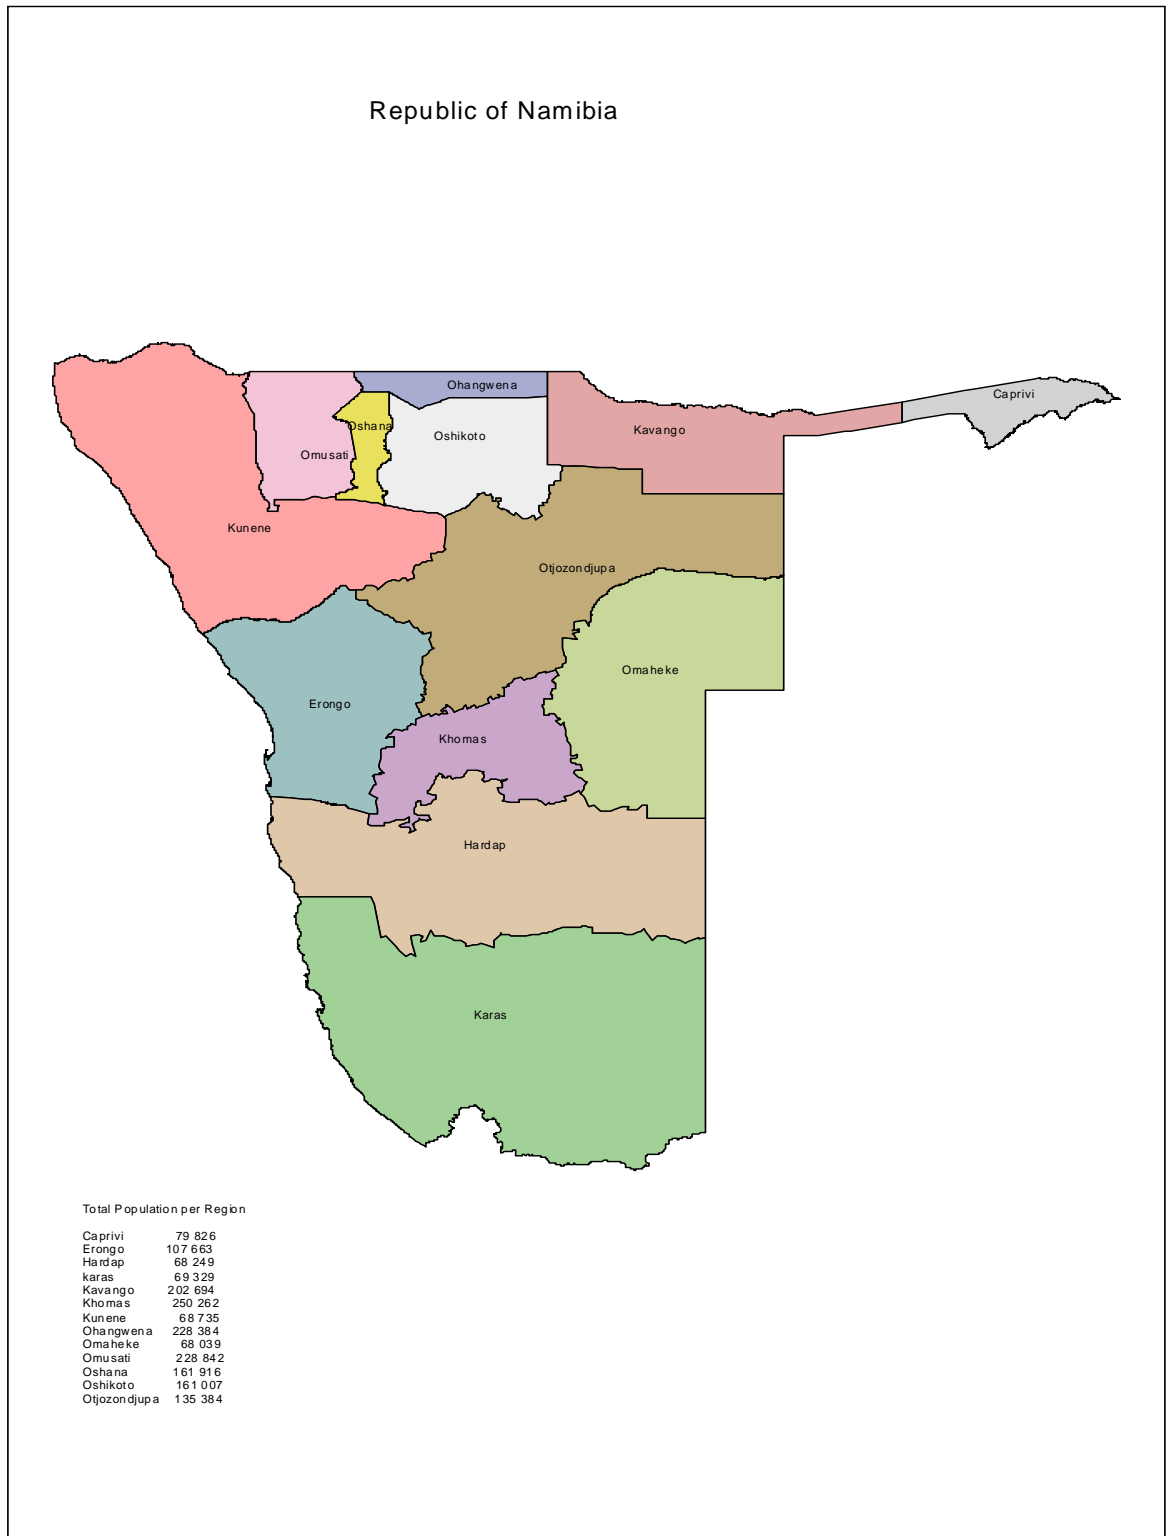 Republic of Namibia
Caprivi
Ohangwena
Oshana
Kavango
Oshikoto
Omusati
Kunene
Otjozondjupa
Omaheke
Erongo
Khomas
Hardap
Karas
Total Population per Region
Caprivi 79 826
Erongo 107 663
Hardap 68 249
karas 69 329
Kavango 202 694
Khomas 250 262
Kunene 68 735
Ohangwena 228 384
Omaheke 68 039
Omusati 228 842
Oshana 161 916
Oshikoto 161 007
Otjozondjupa 135 384